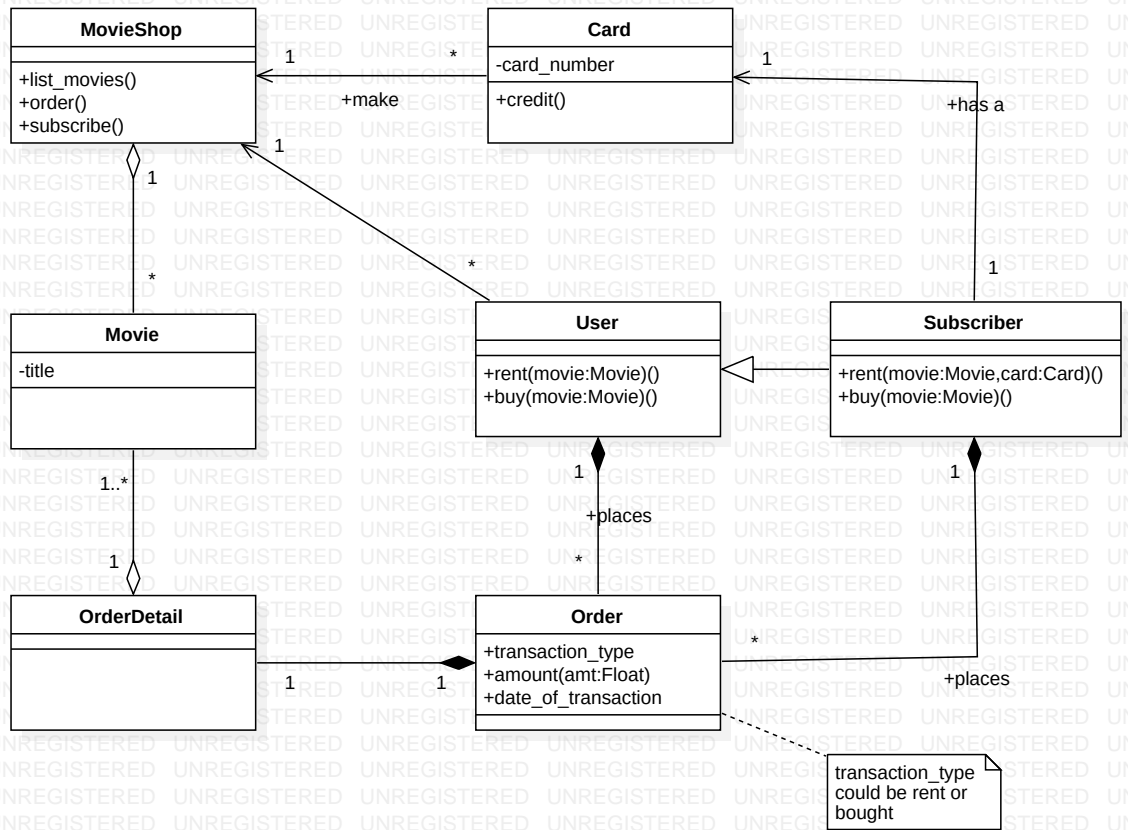 MovieShop
+list_movies()
+order()
+subscribe()
Card
-card_number
+credit()
1
*
+make
1
+has a
1
1
*
1
*
Movie
-title
User
+rent(movie:Movie)()
+buy(movie:Movie)()
Subscriber
+rent(movie:Movie,card:Card)()
+buy(movie:Movie)()
1..*
1
1
+places
*
1
*
+places
OrderDetail
Order
+transaction_type
+amount(amt:Float)
+date_of_transaction
1
1
transaction_type
could be rent or
bought
UNREGISTERED